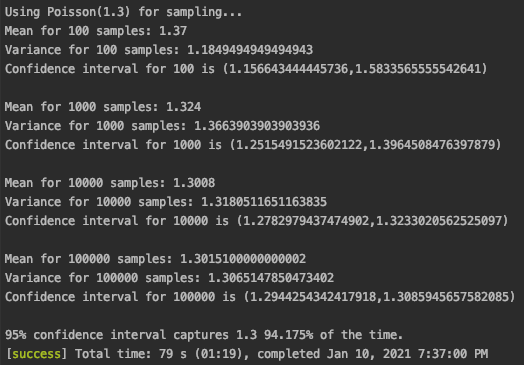 Using Poisson(1.3) for sampling...
Mean for 100 samples: 1.37
Variance for 100 samples: 1.1849494949494943
Confidence interval for 100 is (1.156643444445736,1.5833565555542641)
Mean for 1000 samples: 1.324
Variance for 1000 samples: 1.3663903903903936
Confidence interval for 1000 is (1.2515491523602122,1.3964508476397879)
Mean for 10000 samples: 1.3008
Variance for 10000 samples: 1.3180511651163835
Confidence interval for 10000 is (1.2782979437474902,1.3233020562525097)
Mean for 100000 samples: 1.3015100000000002
Variance for 100000 samples: 1.3065147850473402
Confidence interval for 100000 is (1.2944254342417918,1.3085945657582085)
95% confidence interval captures 1.3 94.175% of the time.
[success] Total time: 79 s (01:19), completed Jan 10, 2021 7:37:00 PM